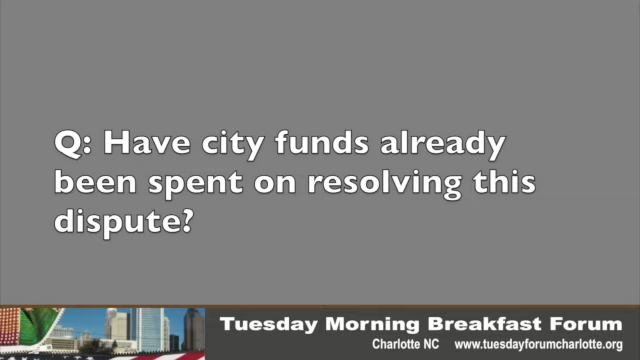 Q: Have city funds already
been spent on resolving this
dispute?
Tuesday Morning Breakfast Forum
Charlotte NC www.tuesdayforumcharlotte.org